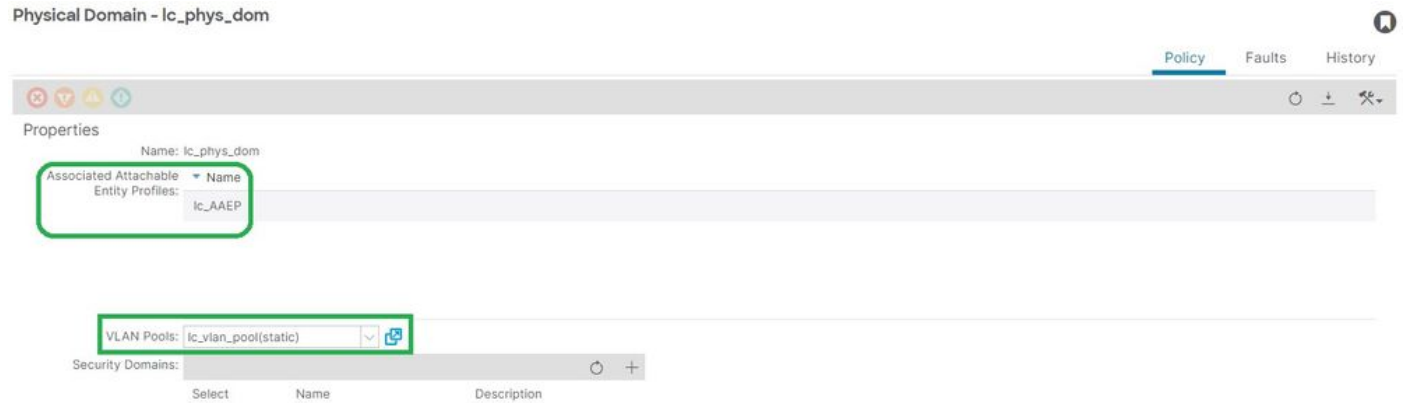 Physical Domain - lc_phys_dom
Policy Faults History
Properties
Name: lc_phys_dom
Associated Attachable Entity Profiles:
Name
lc_AAEP
VLAN Pools: lc_vlan_pool(static)
Security Domains:
Select Name Description